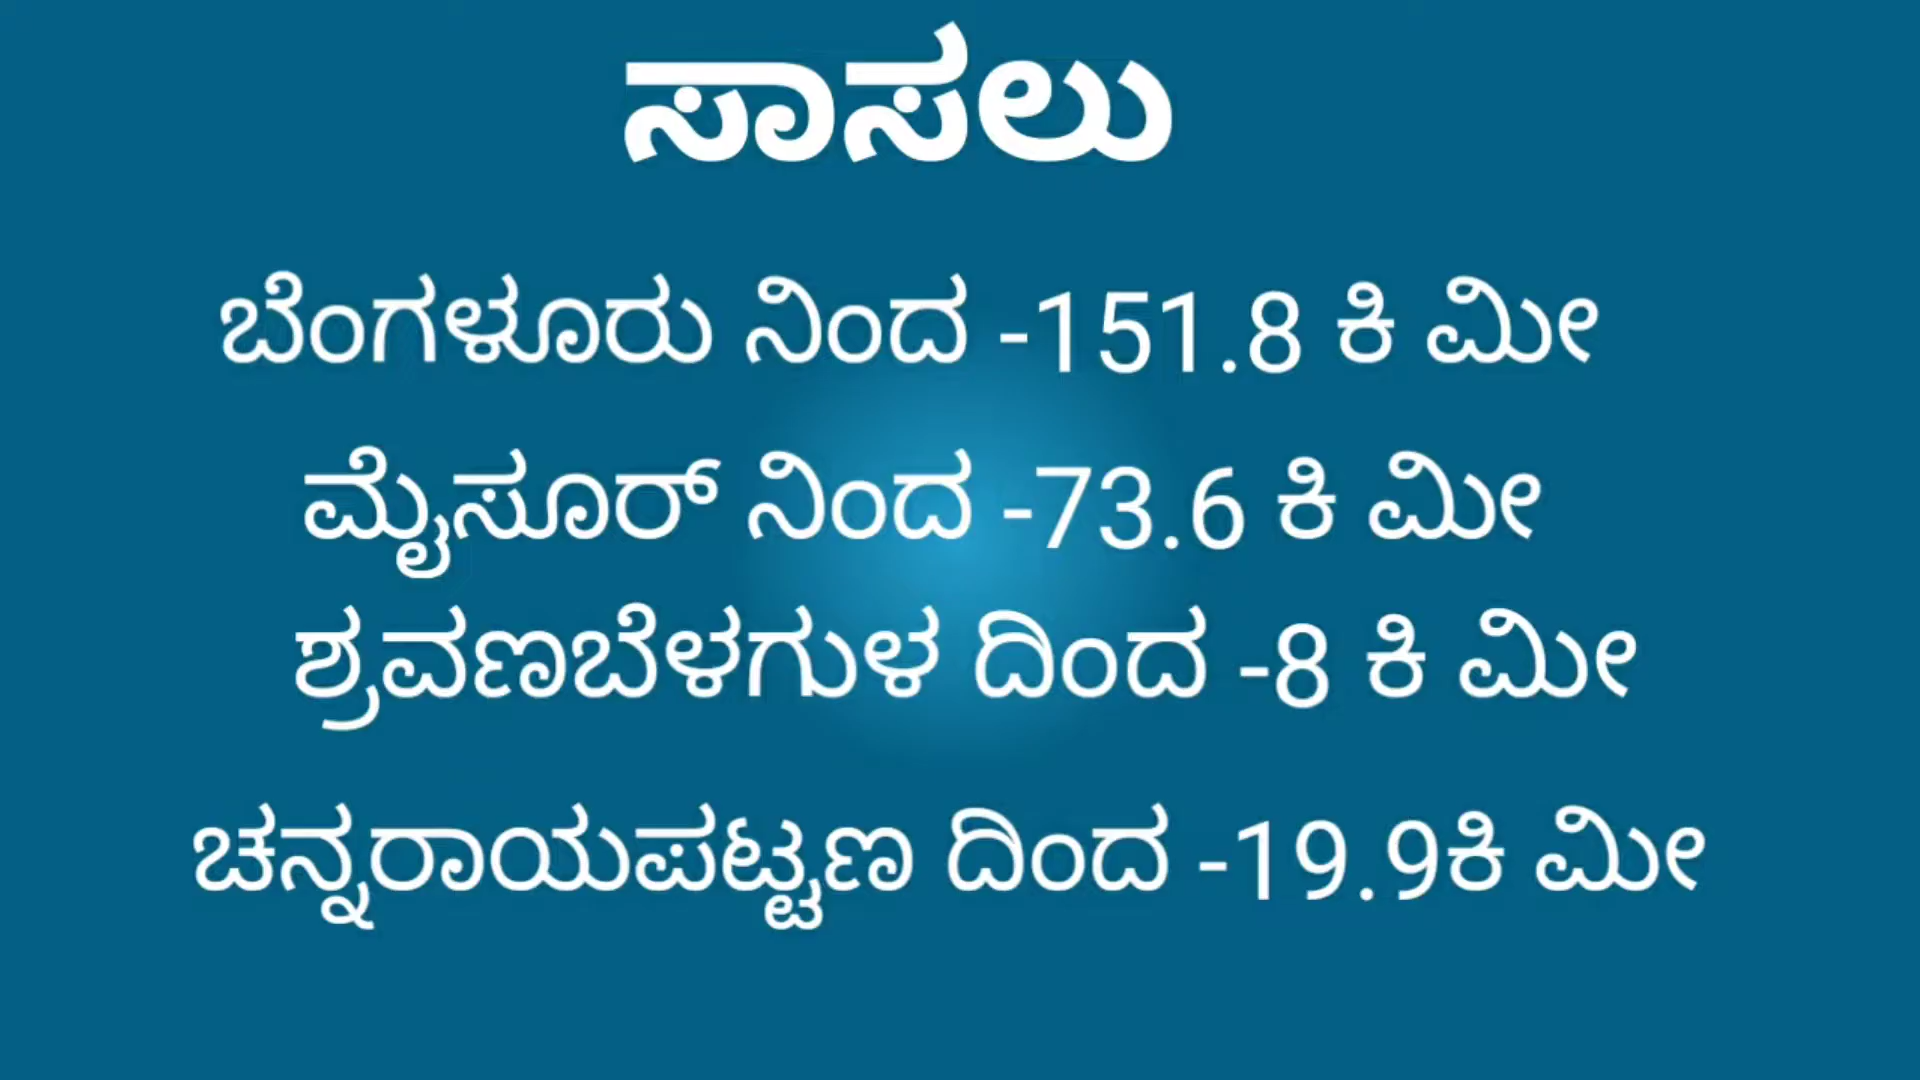 ಸಾಸಲು
ಬೆಂಗಳೂರು ನಿಂದ -151.8 ಕಿ ಮೀ
ಮೈಸೂರ್ ನಿಂದ -73.6 ಕಿ ಮೀ
ಶ್ರವಣಬೆಳಗುಳ ದಿಂದ -8 ಕಿ ಮೀ
ಚನ್ನರಾಯಪಟ್ಟಣ ದಿಂದ -19.9ಕಿ ಮೀ